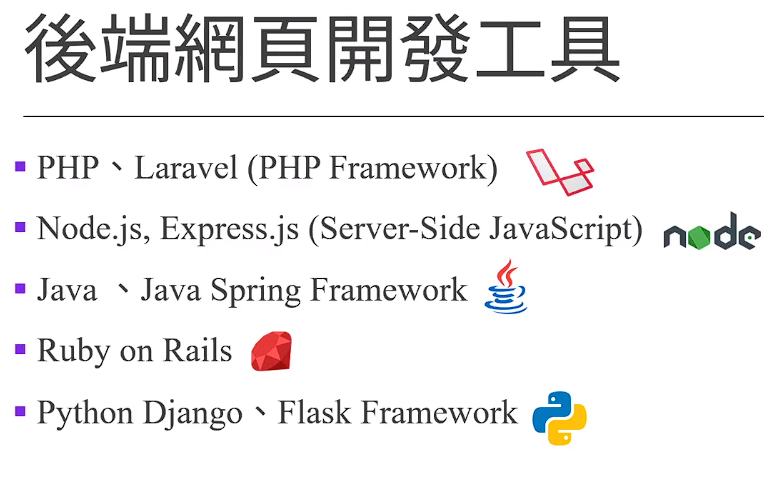 後端網頁開發工具
PHP、Laravel (PHP Framework)
Node.js, Express.js (Server-Side JavaScript)
node
Java 、Java Spring Framework
Ruby on Rails
Python Django、Flask Framework